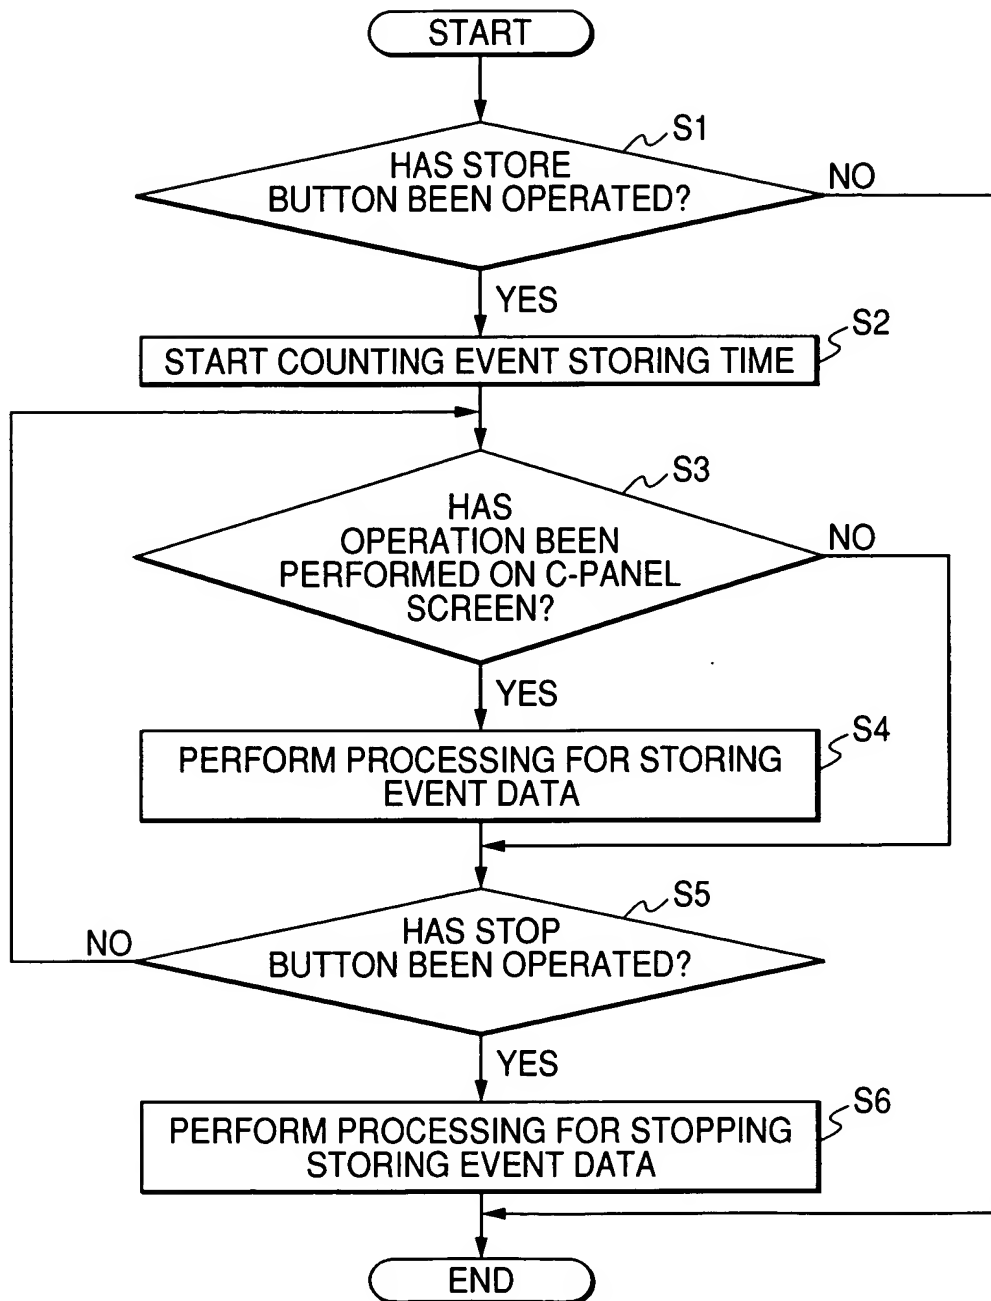 START
S1
HAS STORE
BUTTON BEEN OPERATED?
NO
YES
S2
START COUNTING EVENT STORING TIME
S3
HAS
OPERATION BEEN
PERFORMED ON C-PANEL
SCREEN?
NO
YES
S4
PERFORM PROCESSING FOR STORING
EVENT DATA
S5
HAS STOP
BUTTON BEEN OPERATED?
NO
YES
S6
PERFORM PROCESSING FOR STOPPING
STORING EVENT DATA
END